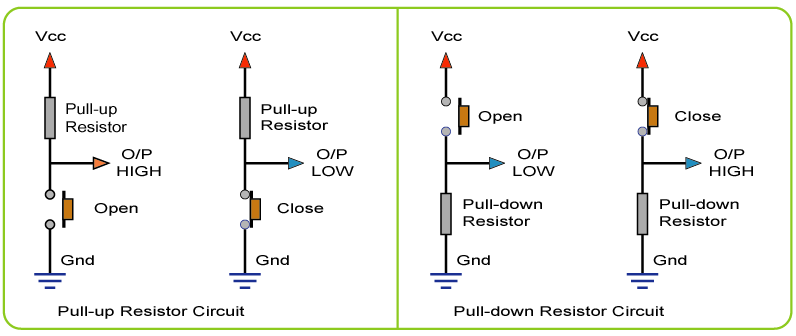 Vcc
Pull-up
Resistor
O/P
HIGH
Open
Gnd
Vcc
Pull-up
Resistor
O/P
LOW
Close
Gnd
Pull-up Resistor Circuit
Vcc
Open
O/P
LOW
Pull-down
Resistor
Gnd
Vcc
Close
O/P
HIGH
Pull-down
Resistor
Gnd
Pull-down Resistor Circuit